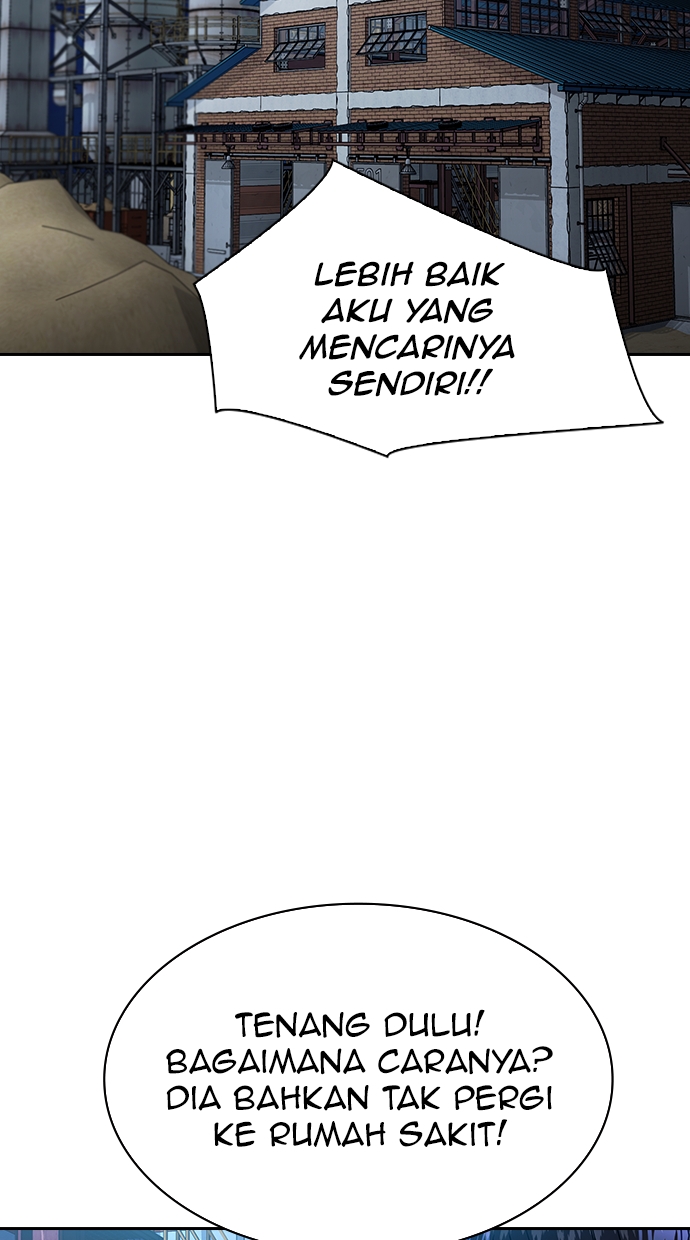 LEBIH BAIK
AKU YANG
MENCARINYA
SENDIRI!!
TENANG DULU!
BAGAIMANA CARANYA?
DIA BAHKAN TAK PERGI
KE RUMAH SAKIT!